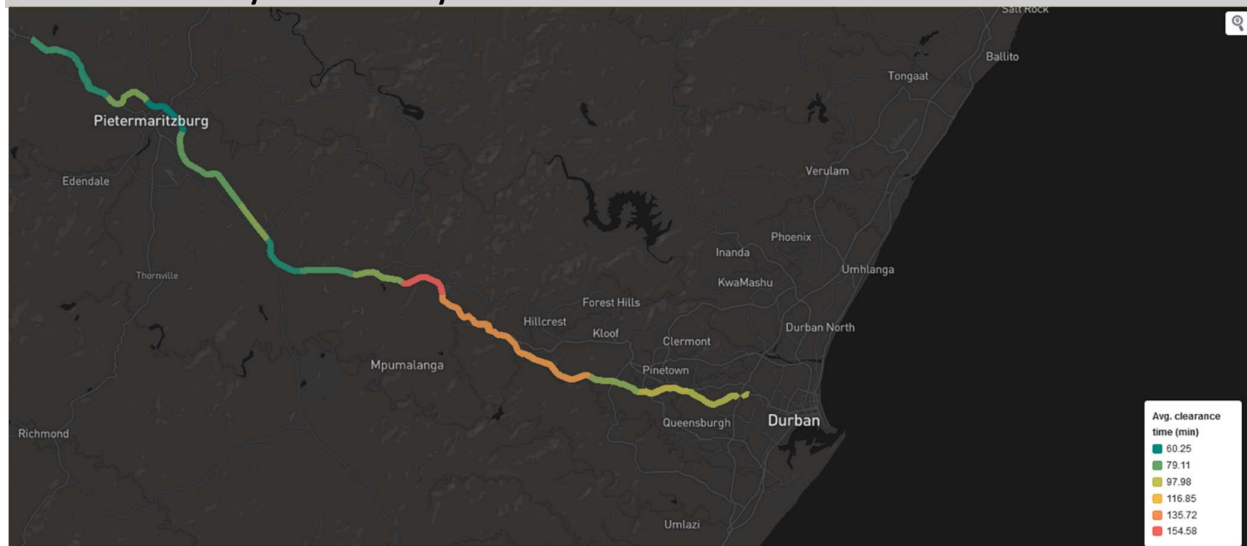 Salt Rock
Ballito
Tongaat
Pietermaritzburg
Edendale
Verulam
Phoenix
Inanda
Umhlanga
Thornville
KwaMashu
Forest Hills
Hillcrest
Durban North
Kloof
Clermont
Mpumalanga
Pinetown
Durban
Queensburgh
Richmond
Umlazi
Avg. clearance
time (min)
60.25
79.11
97.98
116.85
135.72
154.58